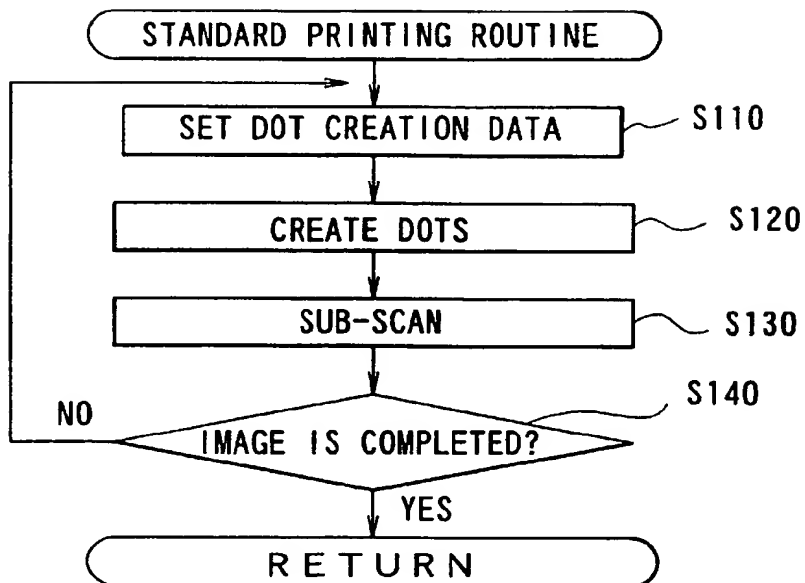 STANDARD PRINTING ROUTINE
SET DOT CREATION DATA
S110
CREATE DOTS
S120
SUB-SCAN
S130
S140
NO
IMAGE IS COMPLETED?
YES
RETURN